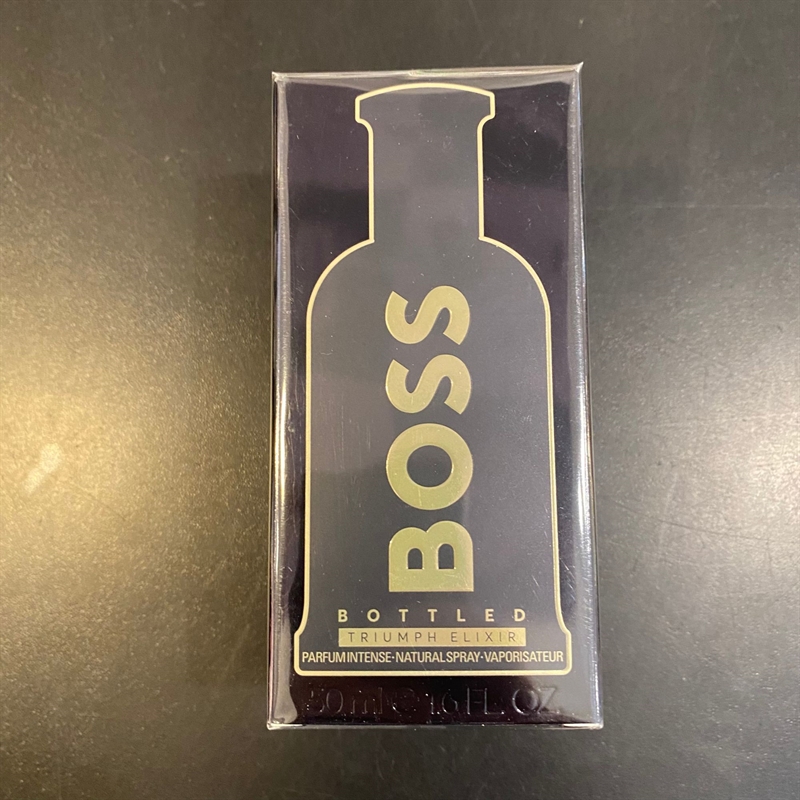 BOSS
BOTTLED
TRIUMPH ELIXIR
PARFUM INTENSE·NATURAL SPRAY·VAPORISATEUR
50 ml ℮ 1.6 FL. OZ.